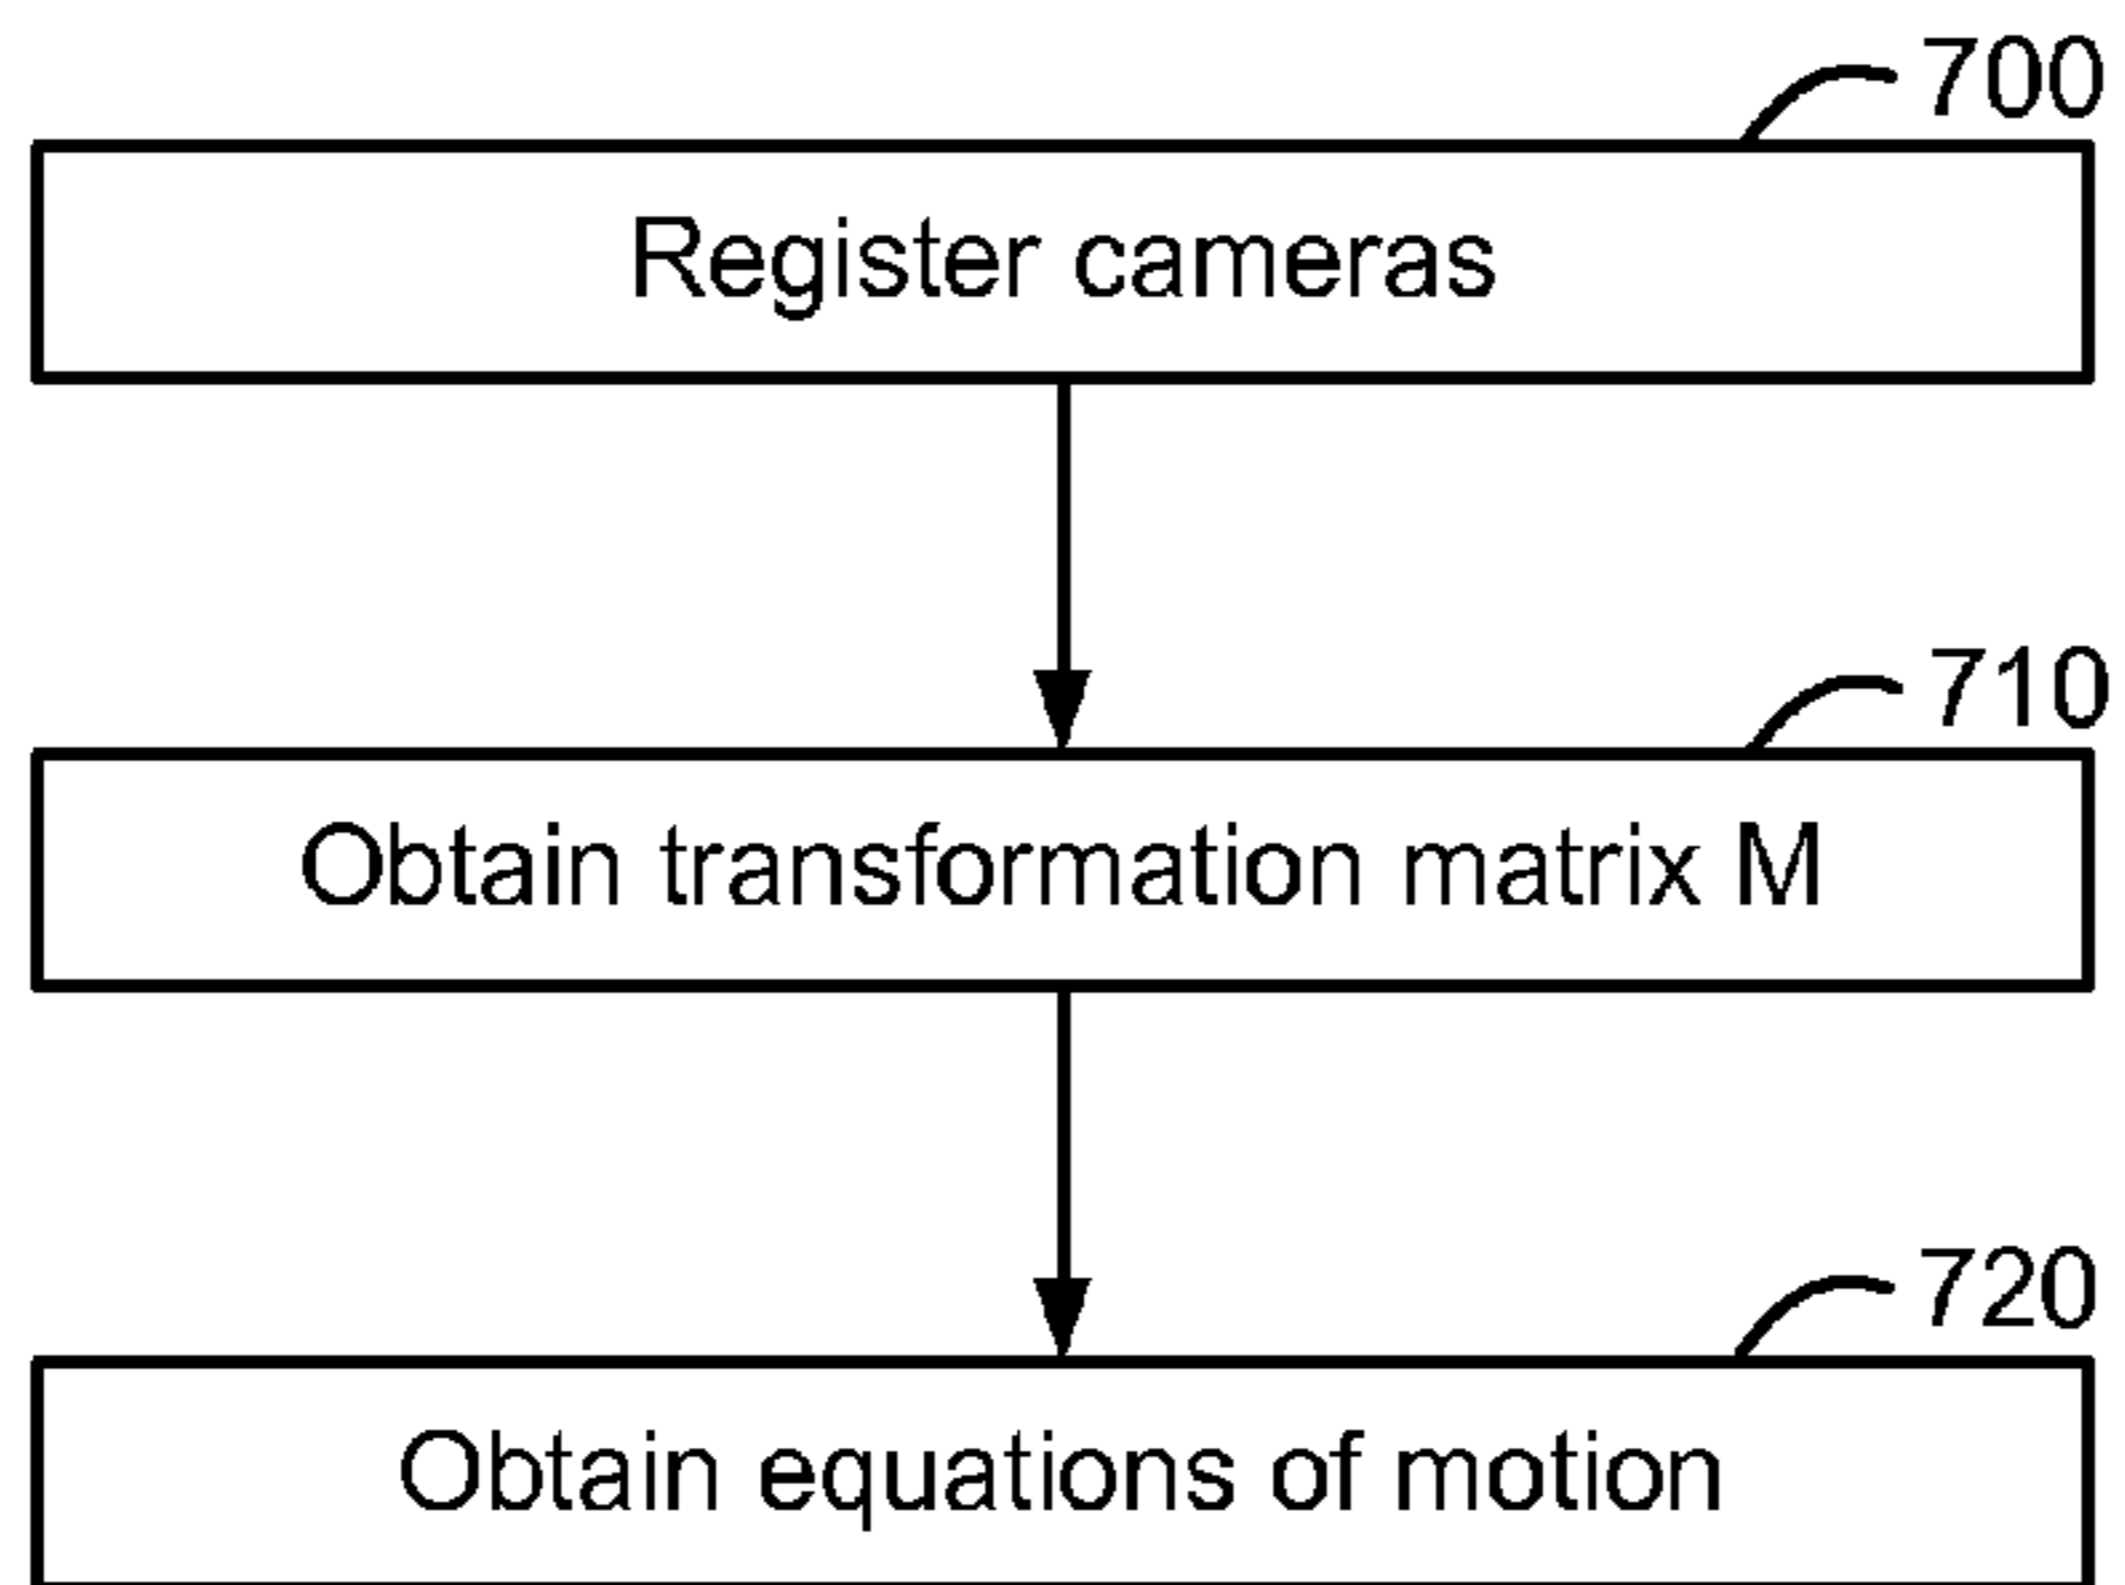 700
Register cameras
710
Obtain transformation matrix M
720
Obtain equations of motion